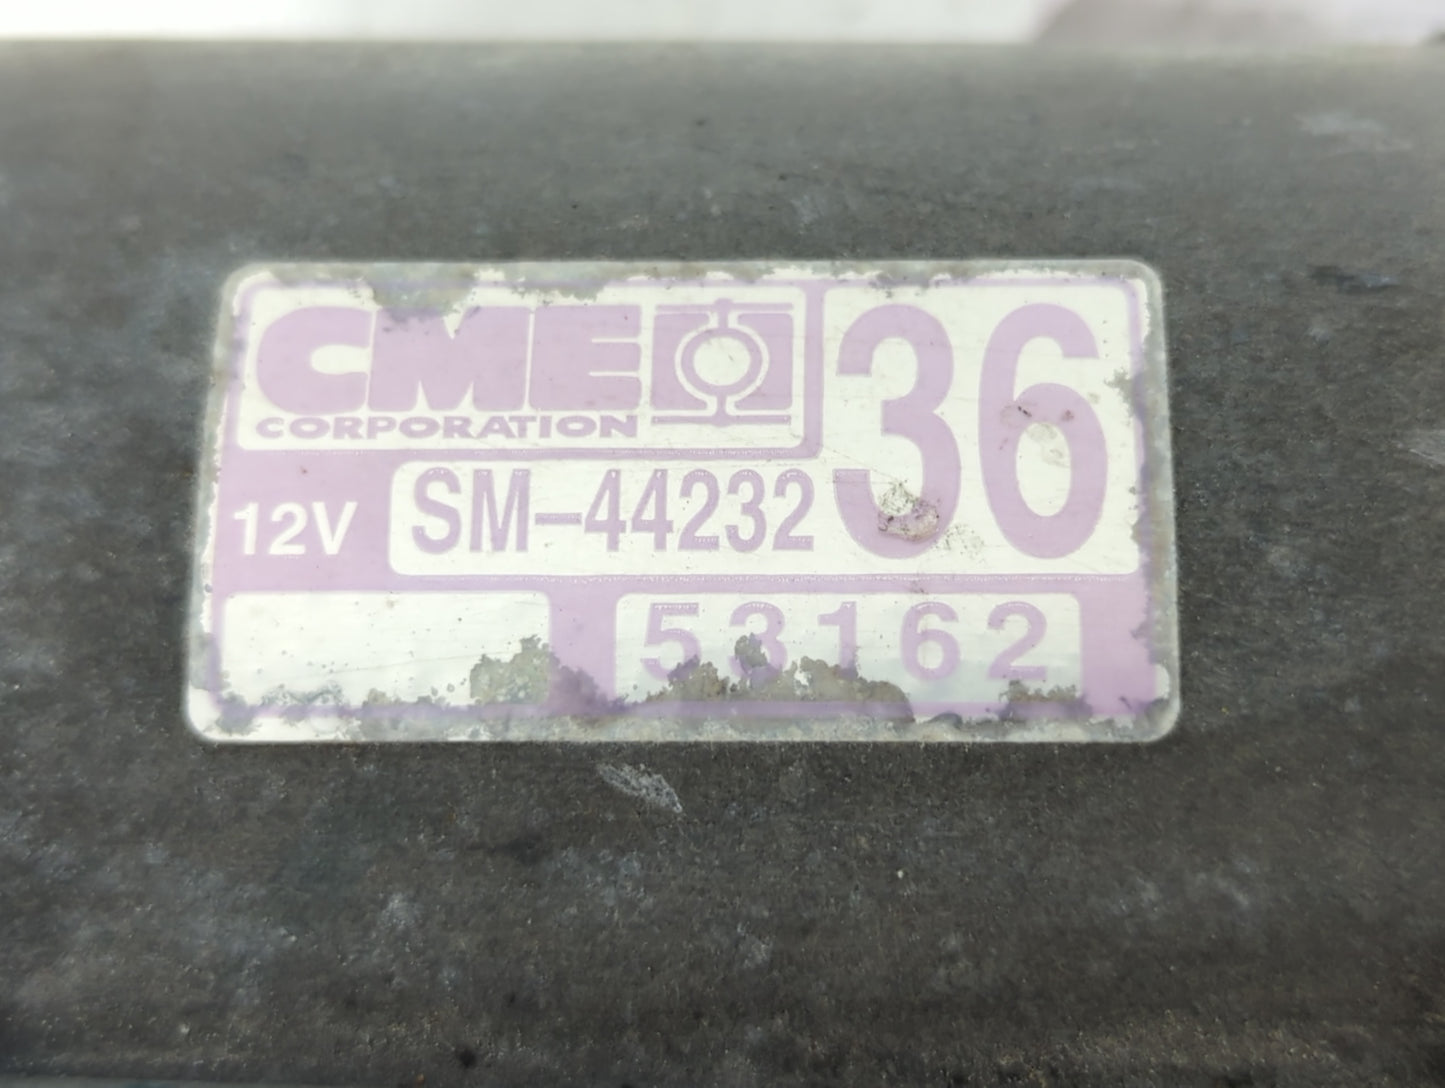 CME 36
CORPORATION
12V SM-44232
53162